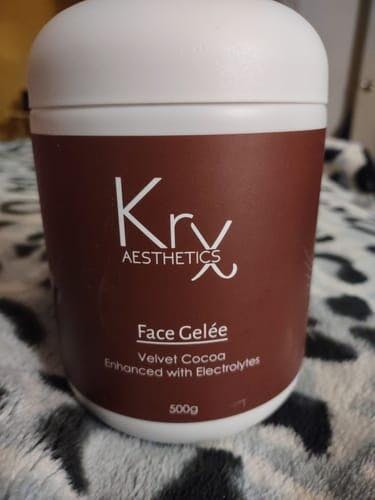 Krx
AESTHETICS
Face Gelée
Velvet Cocoa
Enhanced with Electrolytes
500g